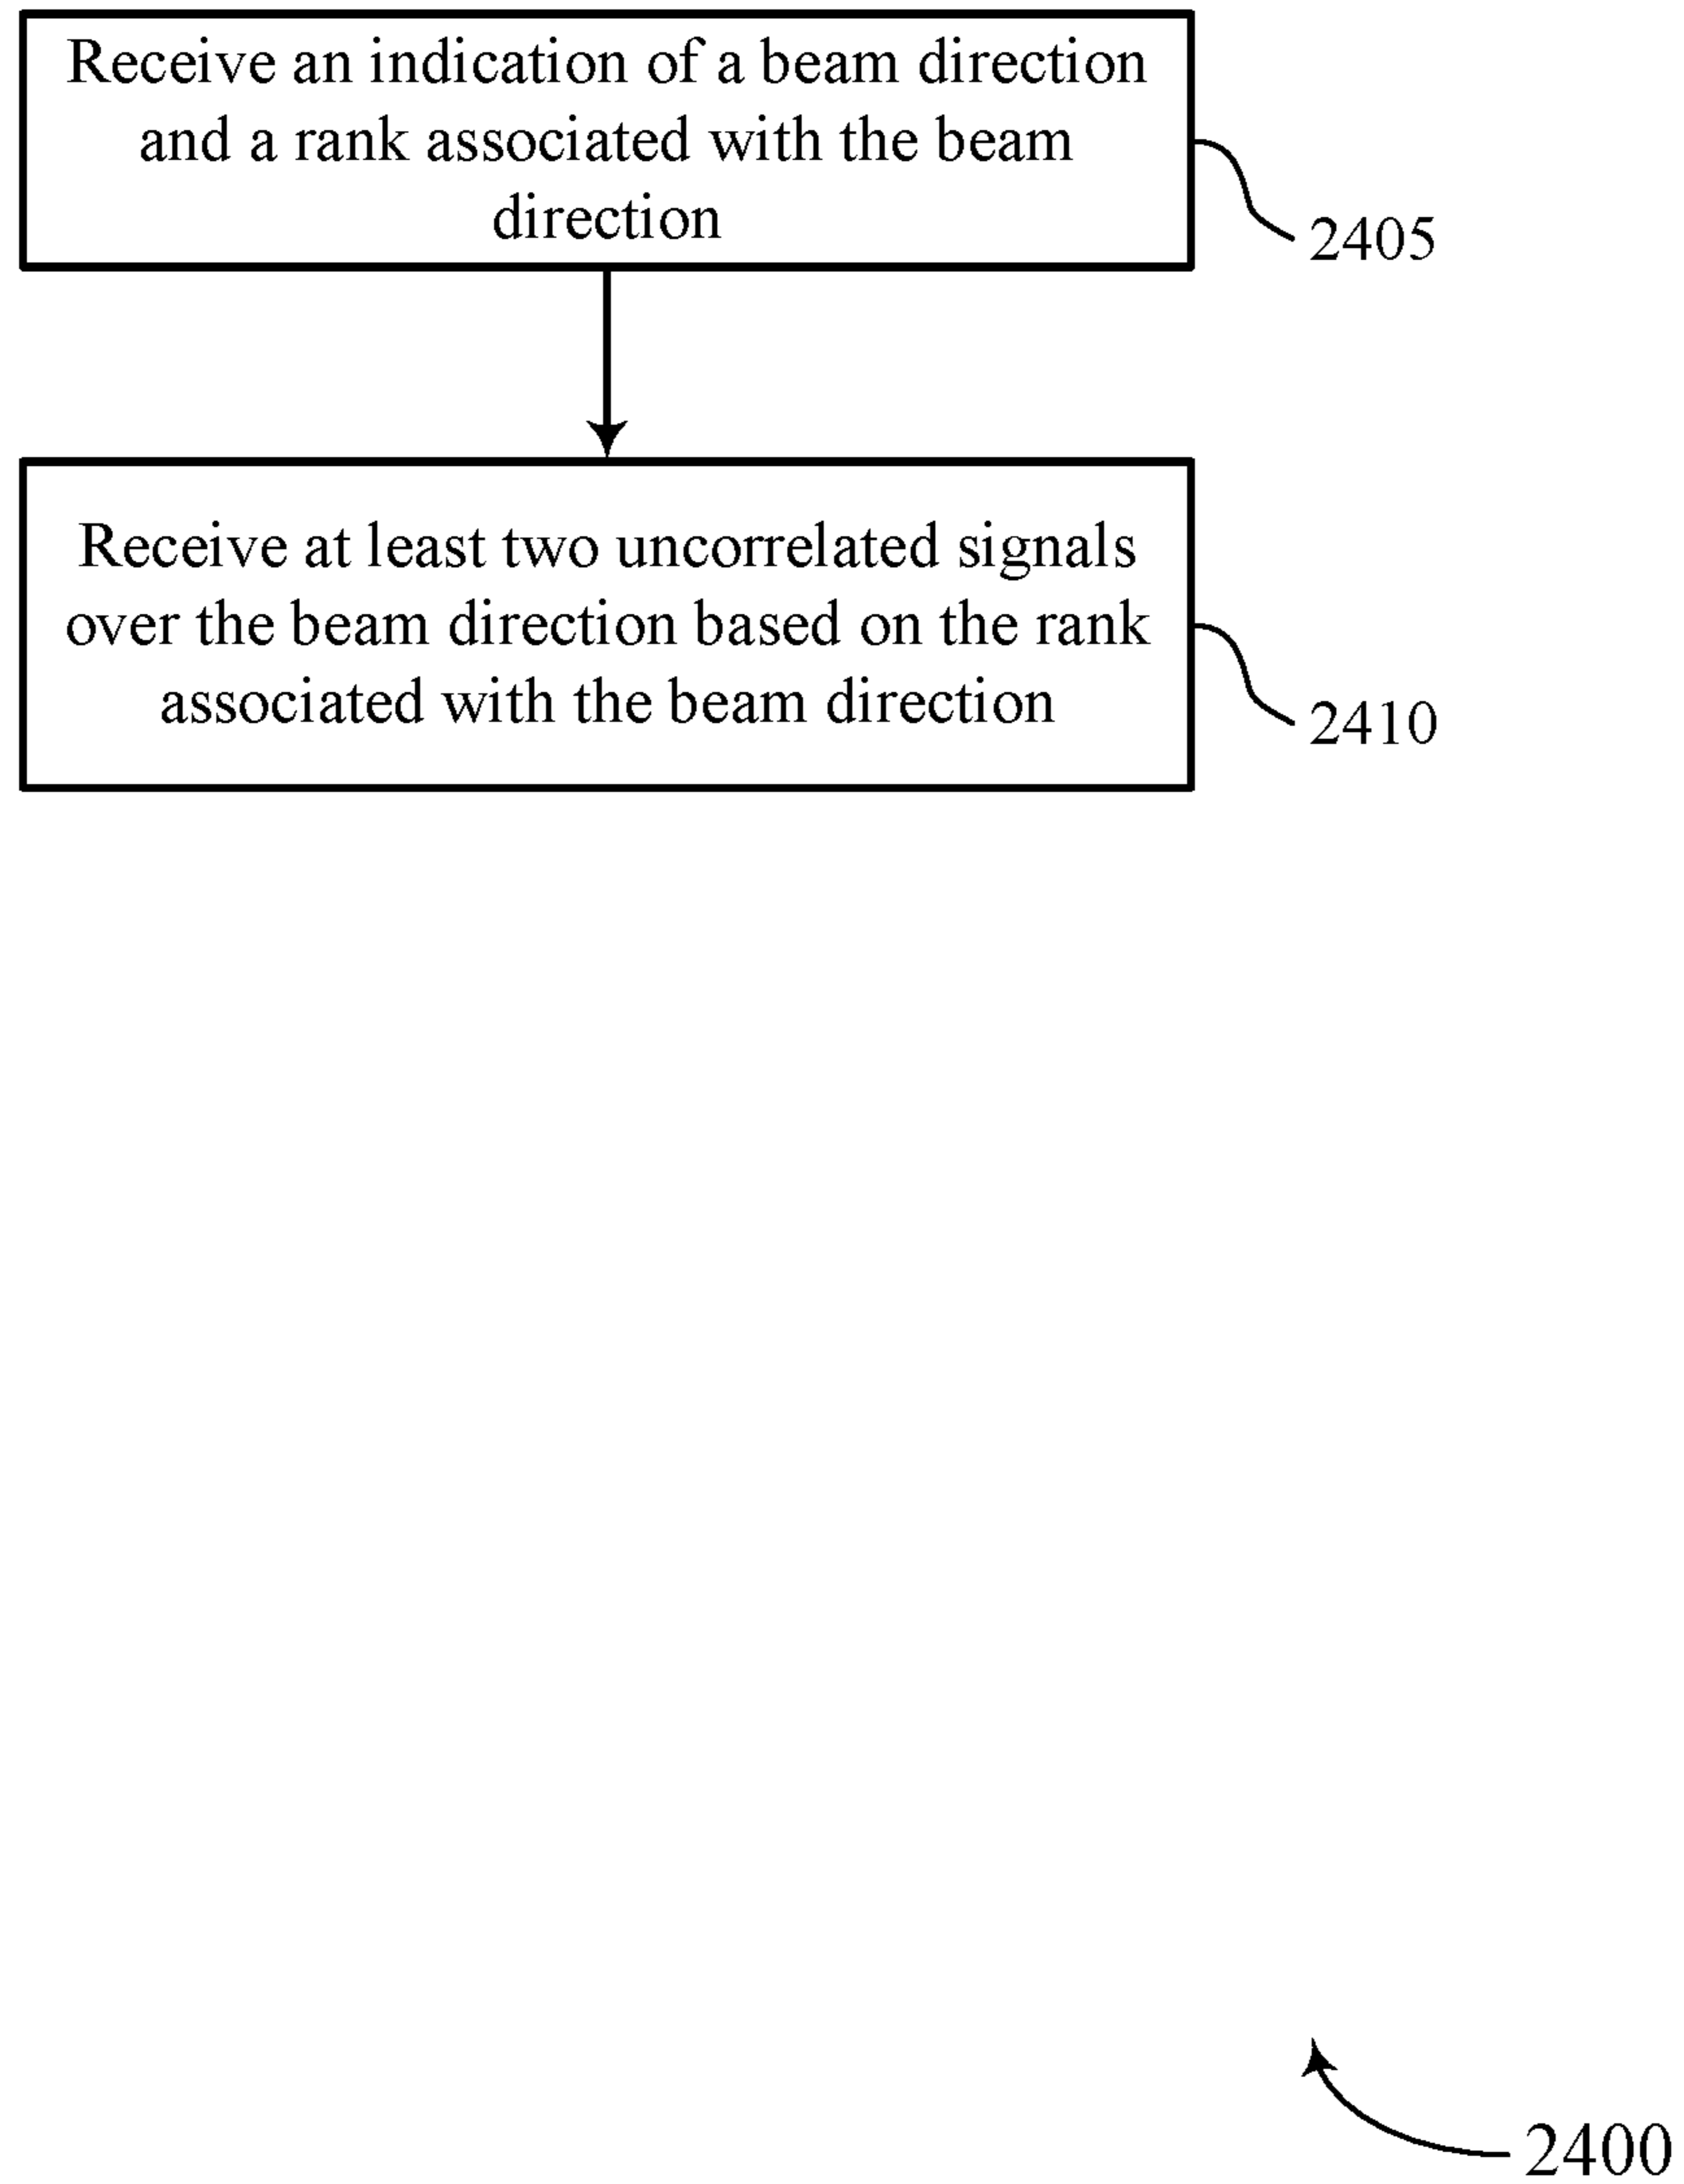 Receive an indication of a beam direction
and a rank associated with the beam
direction
2405
Receive at least two uncorrelated signals
over the beam direction based on the rank
associated with the beam direction
2410
2400